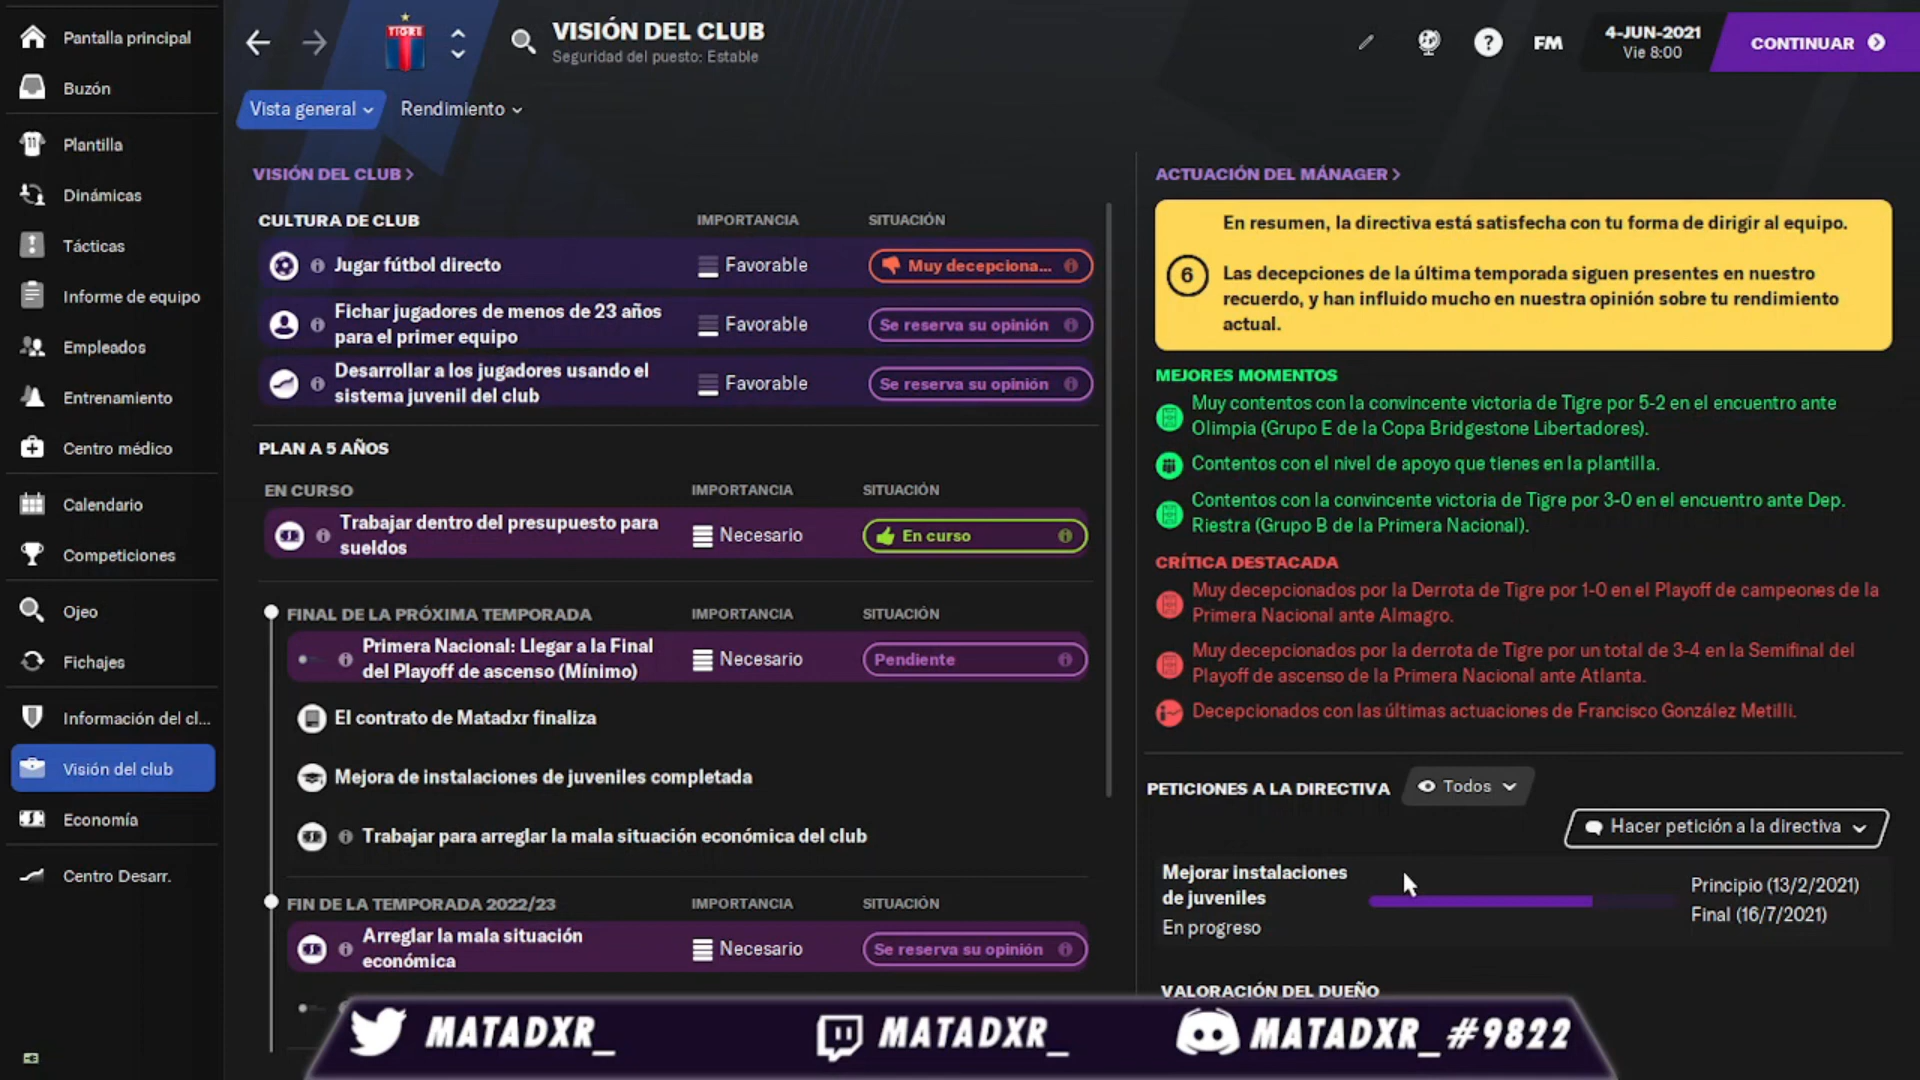 Pantalla principal
Buzón
Plantilla
Dinámicas
Tácticas
Informe de equipo
Empleados
Entrenamiento
Centro médico
Calendario
Competiciones
Ojeo
Fichajes
Información del cl...
Visión del club
Economía
Centro Desarr.
TIGRE
VISIÓN DEL CLUB
Seguridad del puesto: Estable
?
FM
4-JUN-2021
Vie 8:00
CONTINUAR
Vista general
Rendimiento
VISIÓN DEL CLUB >
CULTURA DE CLUB IMPORTANCIA SITUACIÓN
Jugar fútbol directo Favorable Muy decepciona...
Fichar jugadores de menos de 23 años
para el primer equipo
Favorable Se reserva su opinión
Desarrollar a los jugadores usando el
sistema juvenil del club
Favorable Se reserva su opinión
PLAN A 5 AÑOS
EN CURSO IMPORTANCIA SITUACIÓN
Trabajar dentro del presupuesto para
sueldos
Necesario En curso
FINAL DE LA PRÓXIMA TEMPORADA IMPORTANCIA SITUACIÓN
Primera Nacional: Llegar a la Final
del Playoff de ascenso (Mínimo)
Necesario Pendiente
El contrato de Matadxr finaliza
Mejora de instalaciones de juveniles completada
Trabajar para arreglar la mala situación económica del club
FIN DE LA TEMPORADA 2022/23 IMPORTANCIA SITUACIÓN
Arreglar la mala situación
económica
Necesario Se reserva su opinión
ACTUACIÓN DEL MÁNAGER >
En resumen, la directiva está satisfecha con tu forma de dirigir al equipo.
6
Las decepciones de la última temporada siguen presentes en nuestro
recuerdo, y han influido mucho en nuestra opinión sobre tu rendimiento
actual.
MEJORES MOMENTOS
Muy contentos con la convincente victoria de Tigre por 5-2 en el encuentro ante
Olimpia (Grupo E de la Copa Bridgestone Libertadores).
Contentos con el nivel de apoyo que tienes en la plantilla.
Contentos con la convincente victoria de Tigre por 3-0 en el encuentro ante Dep.
Riestra (Grupo B de la Primera Nacional).
CRÍTICA DESTACADA
Muy decepcionados por la Derrota de Tigre por 1-0 en el Playoff de campeones de la
Primera Nacional ante Almagro.
Muy decepcionados por la derrota de Tigre por un total de 3-4 en la Semifinal del
Playoff de ascenso de la Primera Nacional ante Atlanta.
Decepcionados con las últimas actuaciones de Francisco González Metilli.
PETICIONES A LA DIRECTIVA Todos
Hacer petición a la directiva
Mejorar instalaciones
de juveniles
En progreso
Principio (13/2/2021)
Final (16/7/2021)
VALORACIÓN DEL DUEÑO
MATADXR_ MATADXR_ MATADXR_#9822